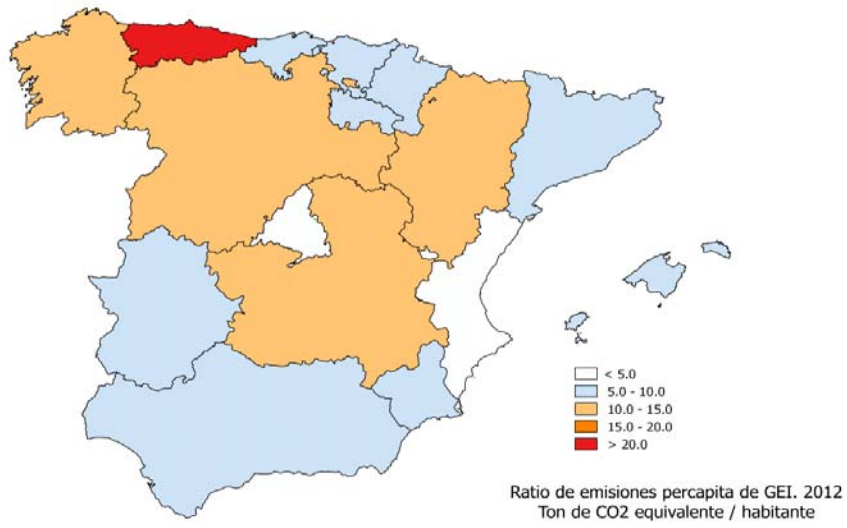 < 5.0
5.0 - 10.0
10.0 - 15.0
15.0 - 20.0
> 20.0
Ratio de emisiones percapita de GEI. 2012
Ton de CO2 equivalente / habitante